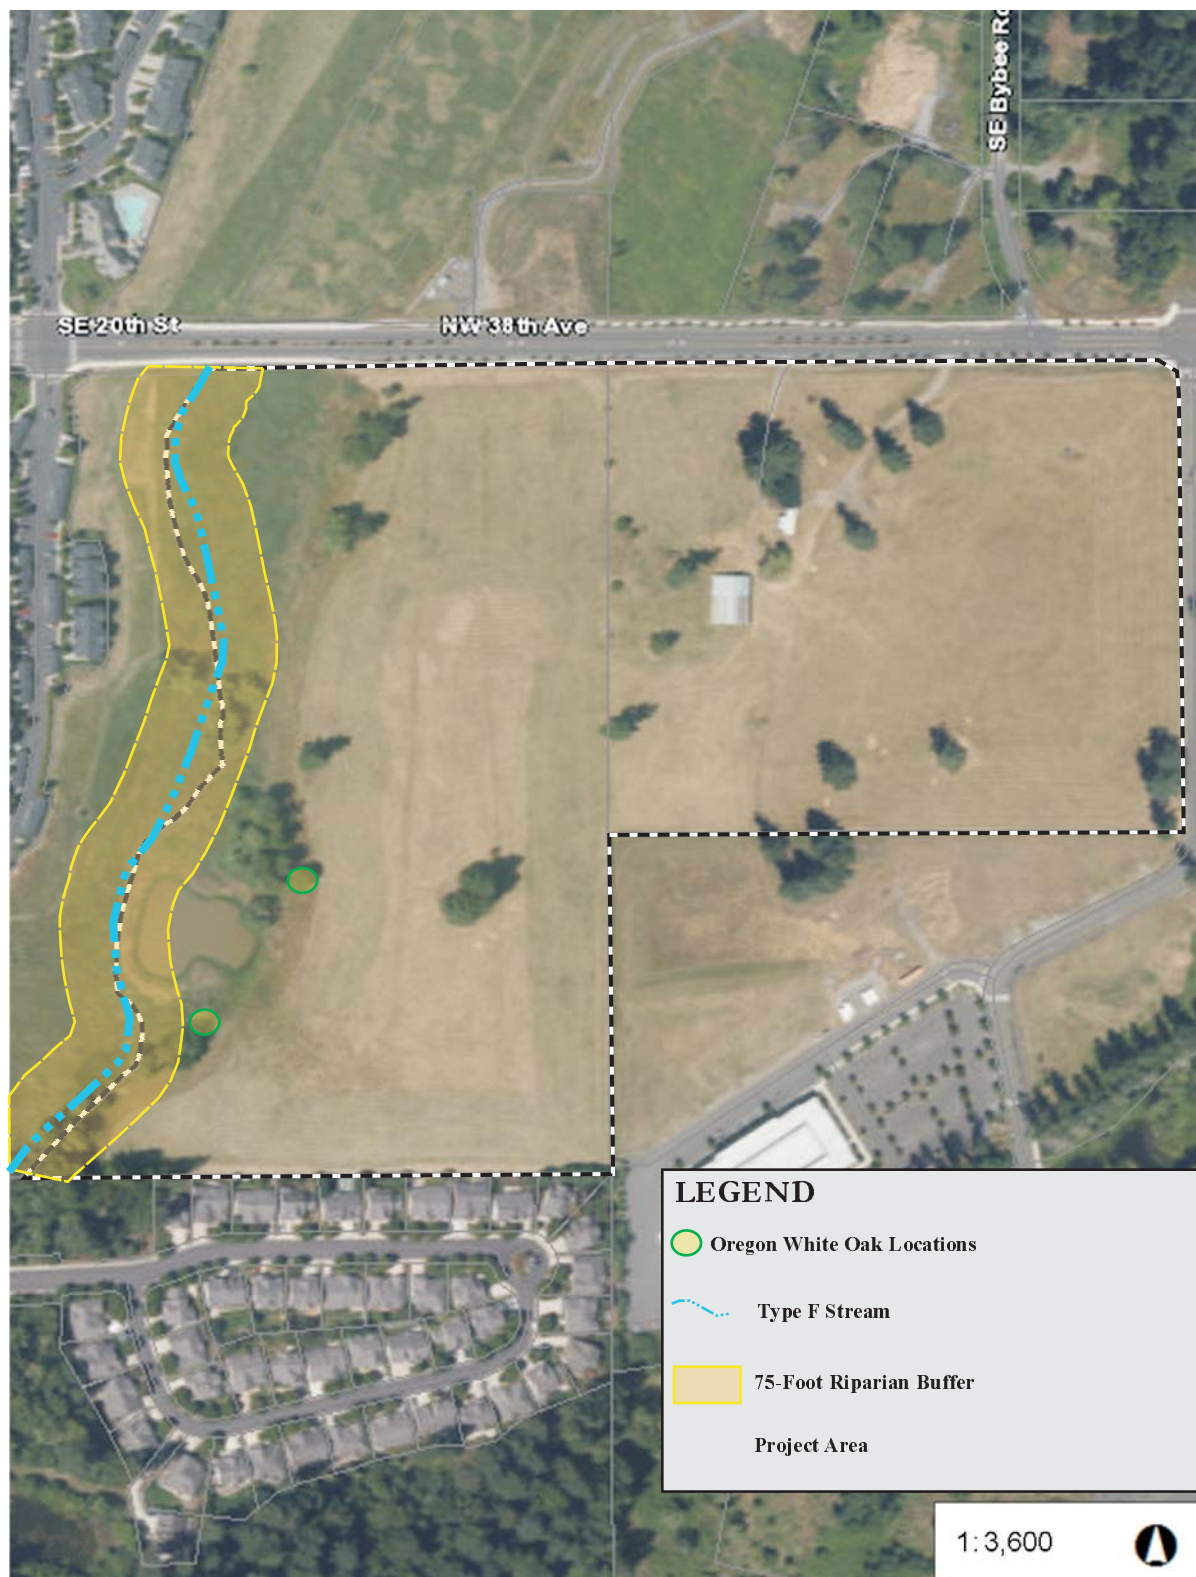 SE Bybee Ro
SE 20th St
NW 38th Ave
LEGEND
Oregon White Oak Locations
Type F Stream
75-Foot Riparian Buffer
Project Area
1:3,600